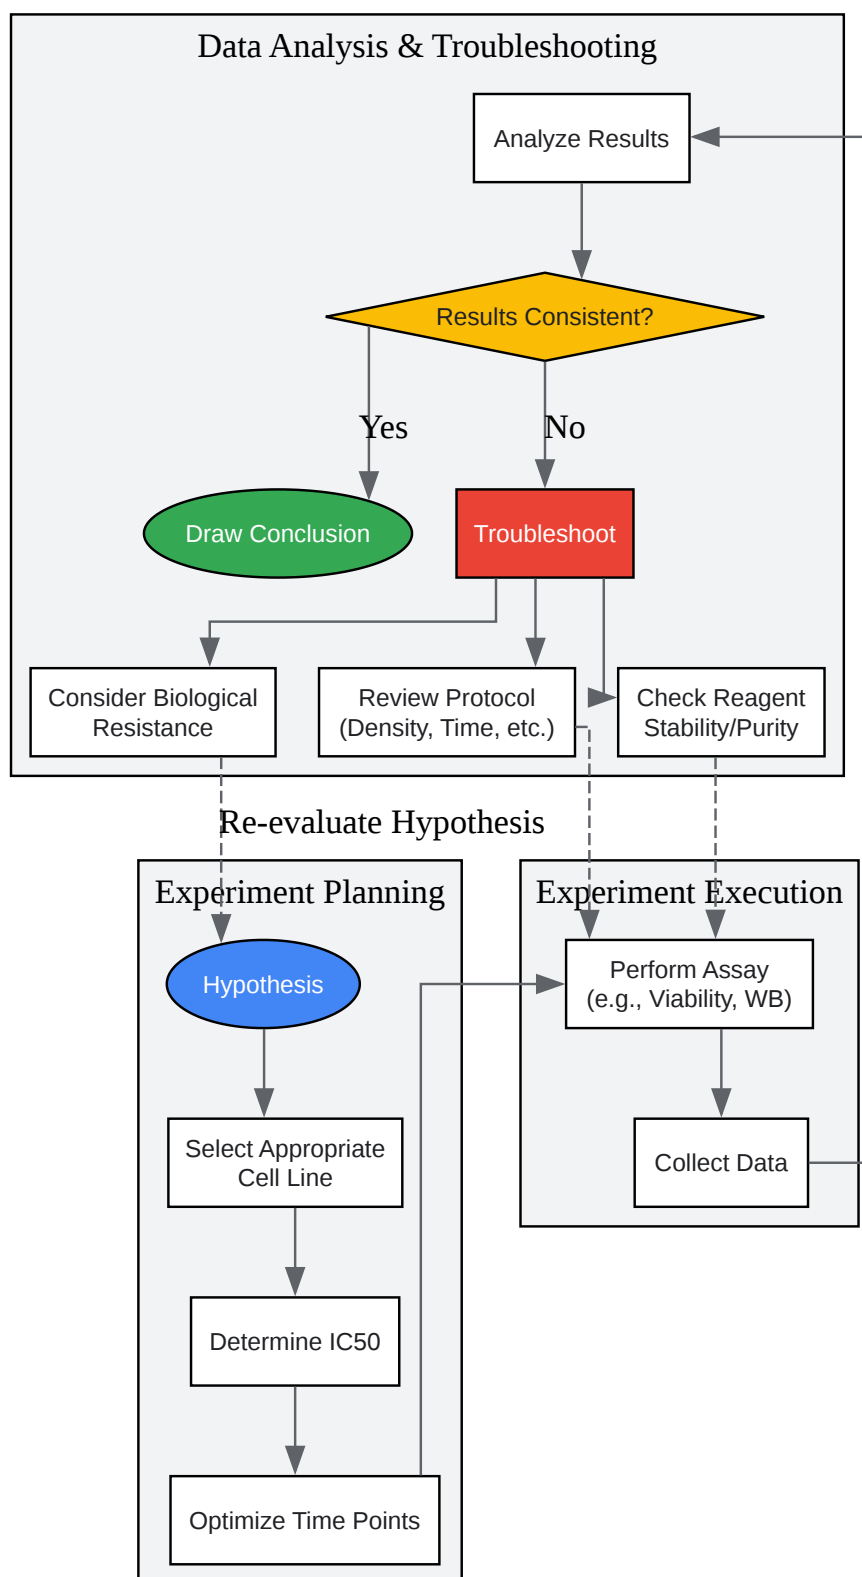 Data Analysis & Troubleshooting
Analyze Results
Results Consistent?
Yes
No
Draw Conclusion
Troubleshoot
Consider Biological
Resistance
Review Protocol
(Density, Time, etc.)
Check Reagent
Stability/Purity
Re-evaluate Hypothesis
Experiment Planning
Experiment Execution
Hypothesis
Perform Assay
(e.g., Viability, WB)
Select Appropriate
Cell Line
Collect Data
Determine IC50
Optimize Time Points